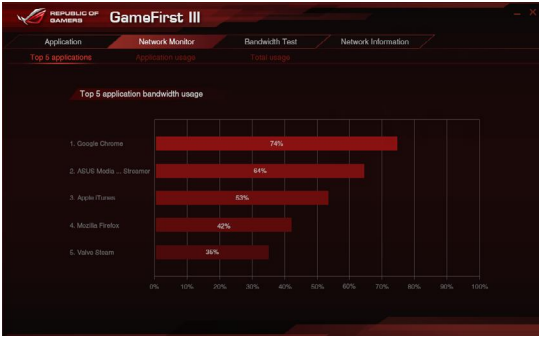 REPUBLIC OF
GAMERS
GameFirst III
Application Network Monitor Bandwidth Test Network Information
Top 5 applications Application usage Total usage
Top 5 application bandwidth usage
1. Google Chrome 74%
2. ASUS Media ... Streamer 64%
3. Apple iTunes 53%
4. Mozilla Firefox 42%
5. Valve Steam 35%
0% 10% 20% 30% 40% 50% 60% 70% 80% 90% 100%